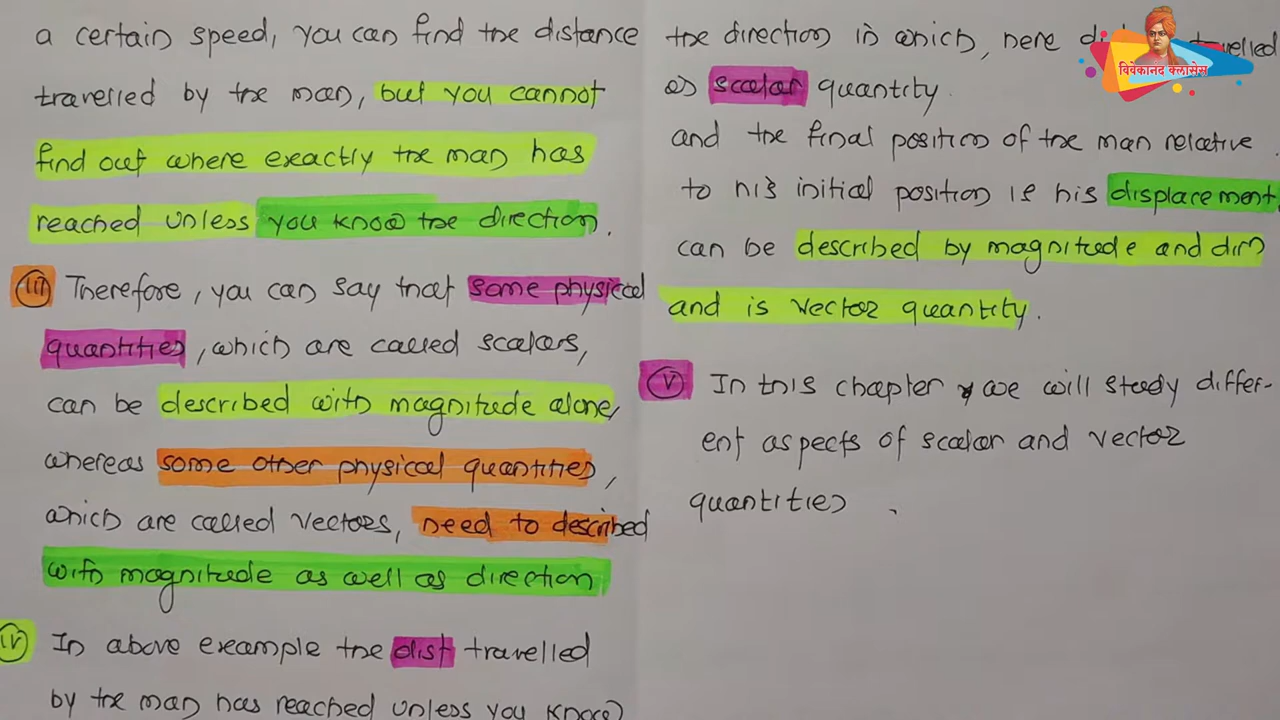 a certain speed, you can find the distance
travelled by the man, but you cannot
find out where exactly the man has
reached unless you know the direction.
III Therefore, you can say that some physical
quantities, which are called scalars,
can be described with magnitude alone,
whereas some other physical quantities,
which are called vectors, need to described
with magnitude as well as direction
IV In above example the dist travelled
by the man has reached unless you know
the direction in which, here travelled
scalar quantity.
and the final position of the man relative
to his initial position is his displacement,
can be described by magnitude and dirn
and is vector quantity.
V In this chapter we will study differ-
ent aspects of scalar and vector
quantities
विवेकानंद क्लासेस